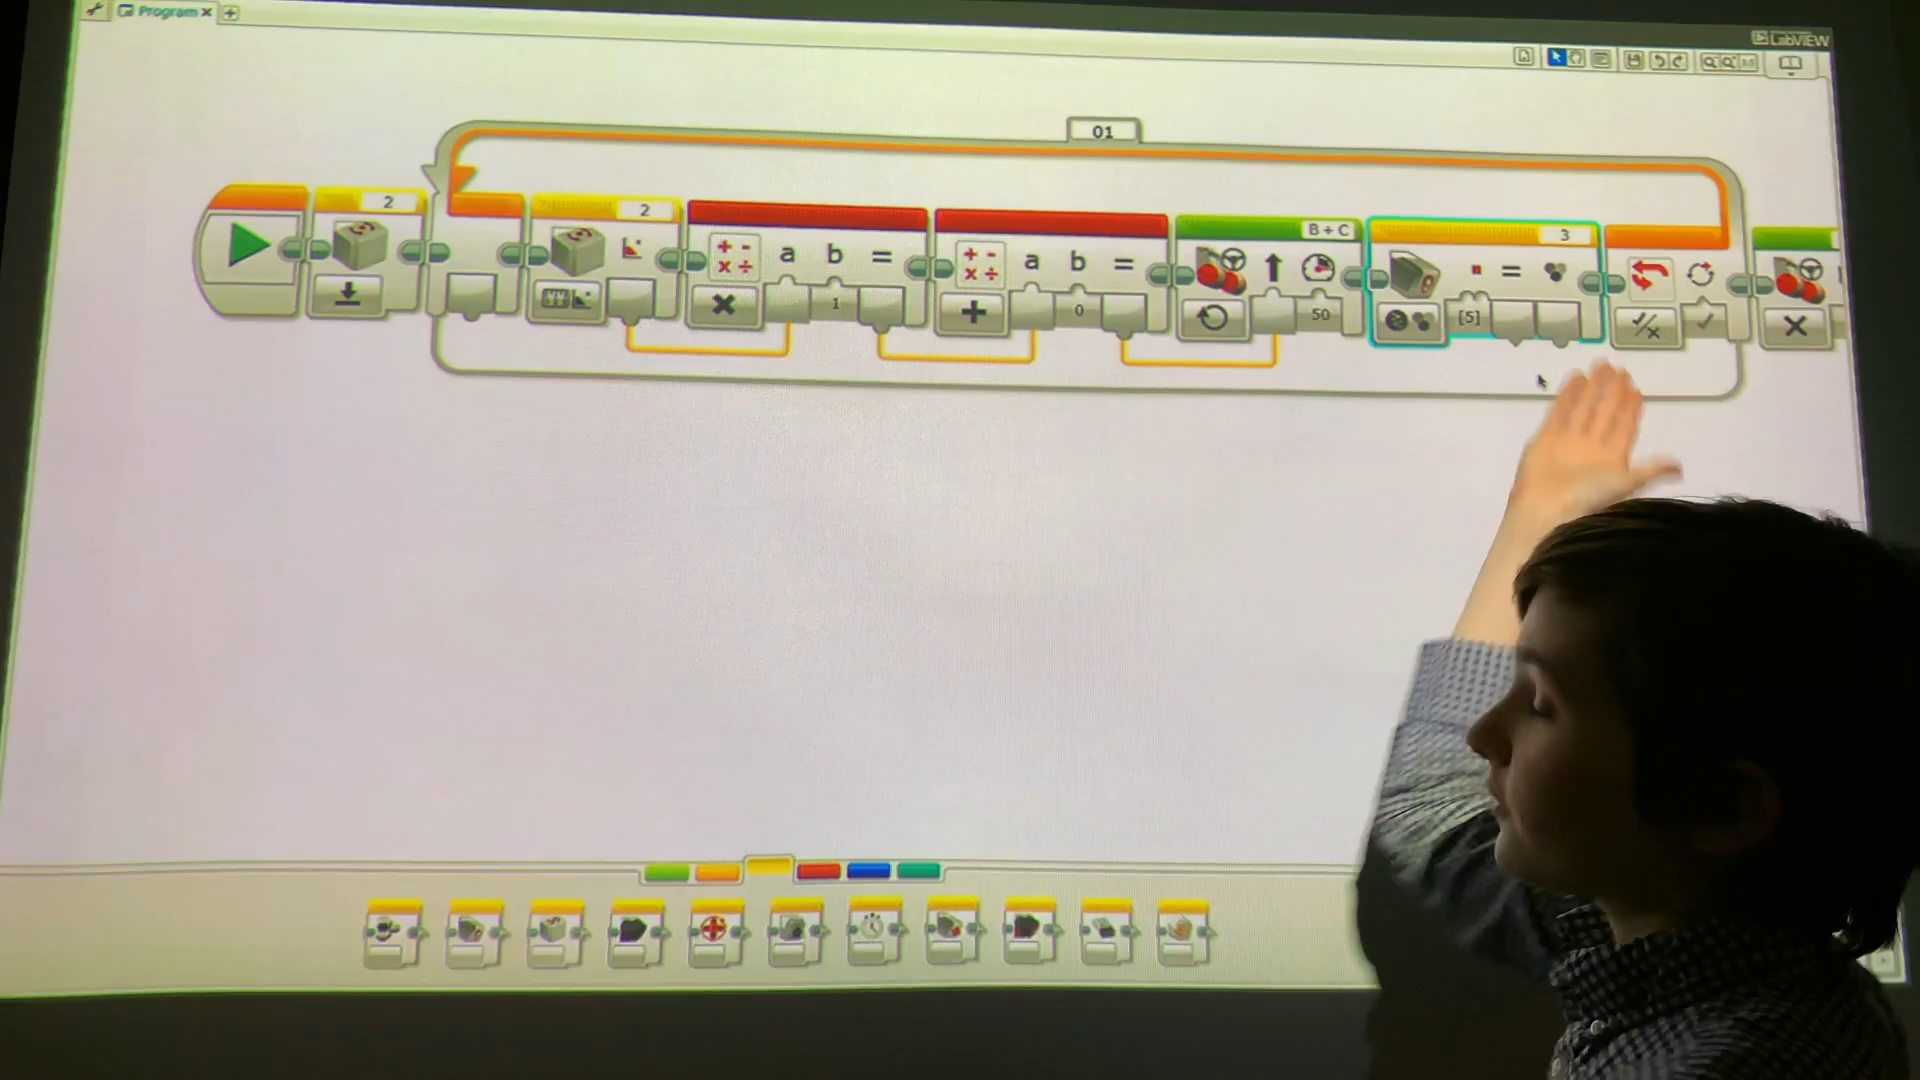 Program
LabVIEW
01
2
2
a b =
1
a b =
0
B + C
50
3
=
[5]